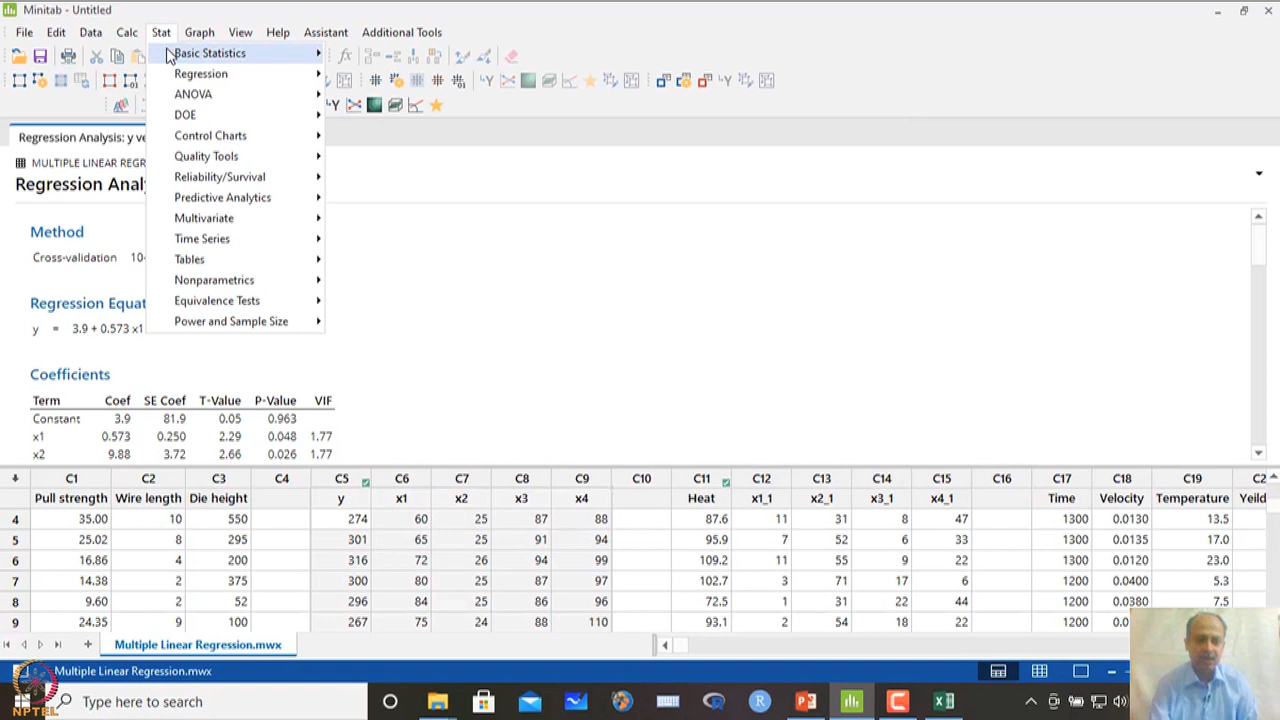 Minitab - Untitled
File Edit Data Calc Stat Graph View Help Assistant Additional Tools
Basic Statistics
Regression
ANOVA
DOE
Control Charts
Quality Tools
Reliability/Survival
Predictive Analytics
Multivariate
Time Series
Tables
Nonparametrics
Equivalence Tests
Power and Sample Size
Regression Analysis: y ve
MULTIPLE LINEAR REGR
Regression Anal
Method
Cross-validation 10-
Regression Equat
y = 3.9 + 0.573 x1
Coefficients
Term Coef SE Coef T-Value P-Value VIF
Constant 3.9 81.9 0.05 0.963
x1 0.573 0.250 2.29 0.048 1.77
x2 9.88 3.72 2.66 0.026 1.77
C1 C2 C3 C4 C5 C6 C7 C8 C9 C10 C11 C12 C13 C14 C15 C16 C17 C18 C19 C2
Pull strength Wire length Die height y x1 x2 x3 x4 Heat x1_1 x2_1 x3_1 x4_1 Time Velocity Temperature Yeild
4 35.00 10 550 274 60 25 87 88 87.6 11 31 8 47 1300 0.0130 13.5
5 25.02 8 295 301 65 25 91 94 95.9 7 52 6 33 1300 0.0135 17.0
6 16.86 4 200 316 72 26 94 99 109.2 11 55 9 22 1300 0.0120 23.0
7 14.38 2 375 300 80 25 87 97 102.7 3 71 17 6 1200 0.0400 5.3
8 9.60 2 52 296 84 25 86 96 72.5 1 31 22 44 1200 0.0380 7.5
9 24.35 9 100 267 75 24 88 110 93.1 2 54 18 22 1200 0.0
Multiple Linear Regression.mwx
Multiple Linear Regression.mwx
NPTEL
Type here to search